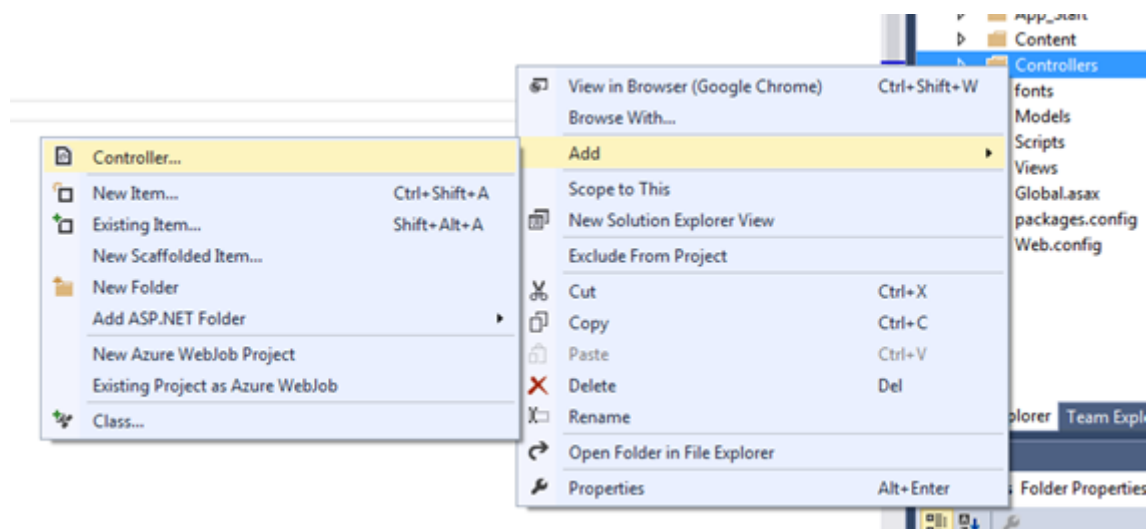 App_Start
Content
Controllers
fonts
Models
Scripts
Views
Global.asax
packages.config
Web.config
View in Browser (Google Chrome) Ctrl+Shift+W
Browse With...
Add
Scope to This
New Solution Explorer View
Exclude From Project
Cut Ctrl+X
Copy Ctrl+C
Paste Ctrl+V
Delete Del
Rename
Open Folder in File Explorer
Properties Alt+Enter
Controller...
New Item... Ctrl+Shift+A
Existing Item... Shift+Alt+A
New Scaffolded Item...
New Folder
Add ASP.NET Folder
New Azure WebJob Project
Existing Project as Azure WebJob
Class...
plorer Team Expl
s Folder Properties